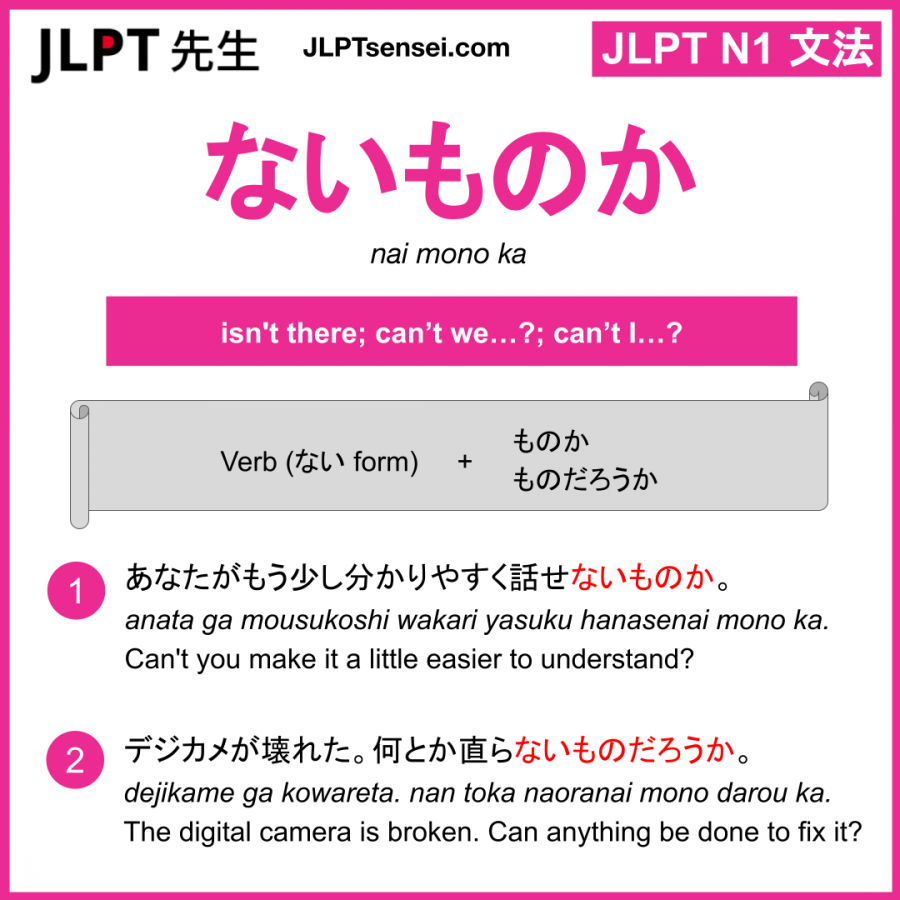 JLPT 先生
JLPTsensei.com
JLPT N1 文法
ないものか
nai mono ka
isn't there; can’t we…?; can’t I…?
Verb (ない form) + ものか
ものだろうか
1
あなたがもう少し分かりやすく話せないものか。
anata ga mousukoshi wakari yasuku hanasenai mono ka.
Can't you make it a little easier to understand?
2
デジカメが壊れた。何とか直らないものだろうか。
dejikame ga kowareta. nan toka naoranai mono darou ka.
The digital camera is broken. Can anything be done to fix it?